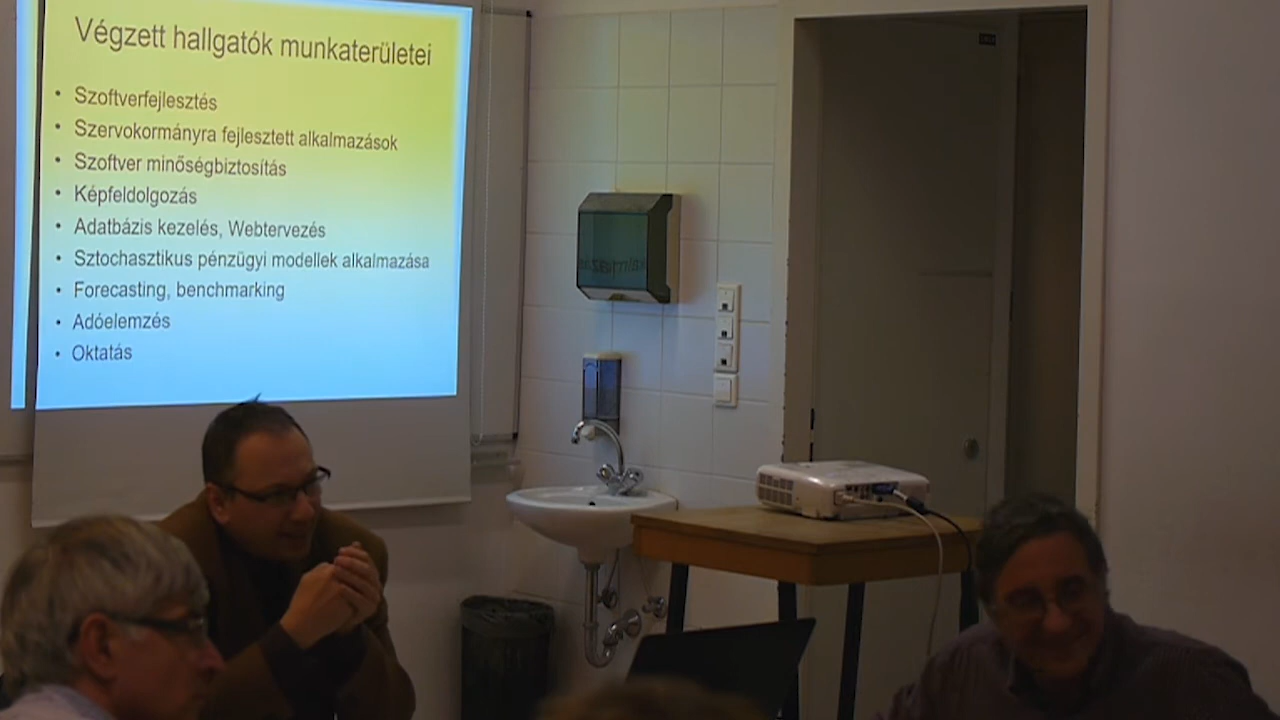 Végzett hallgatók munkaterületei
• Szoftverfejlesztés
• Szervokormányra fejlesztett alkalmazások
• Szoftver minőségbiztosítás
• Képfeldolgozás
• Adatbázis kezelés, Webtervezés
• Sztochasztikus pénzügyi modellek alkalmazása
• Forecasting, benchmarking
• Adóelemzés
• Oktatás